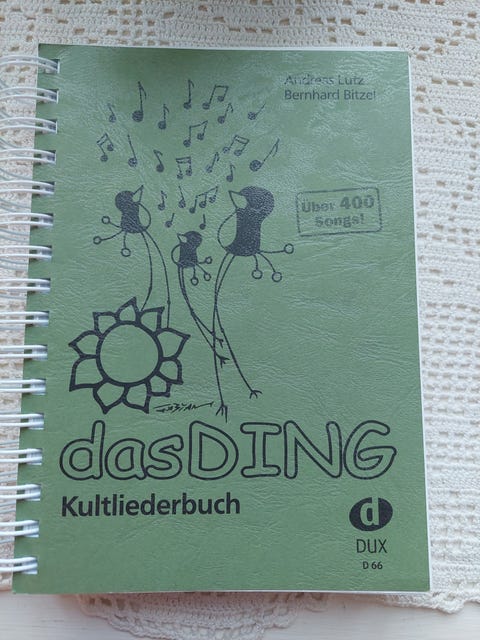 Andreas Lutz
Bernhard Bitzel
Über 400
Songs!
dasDING
Kultliederbuch
d
DUX
D 66